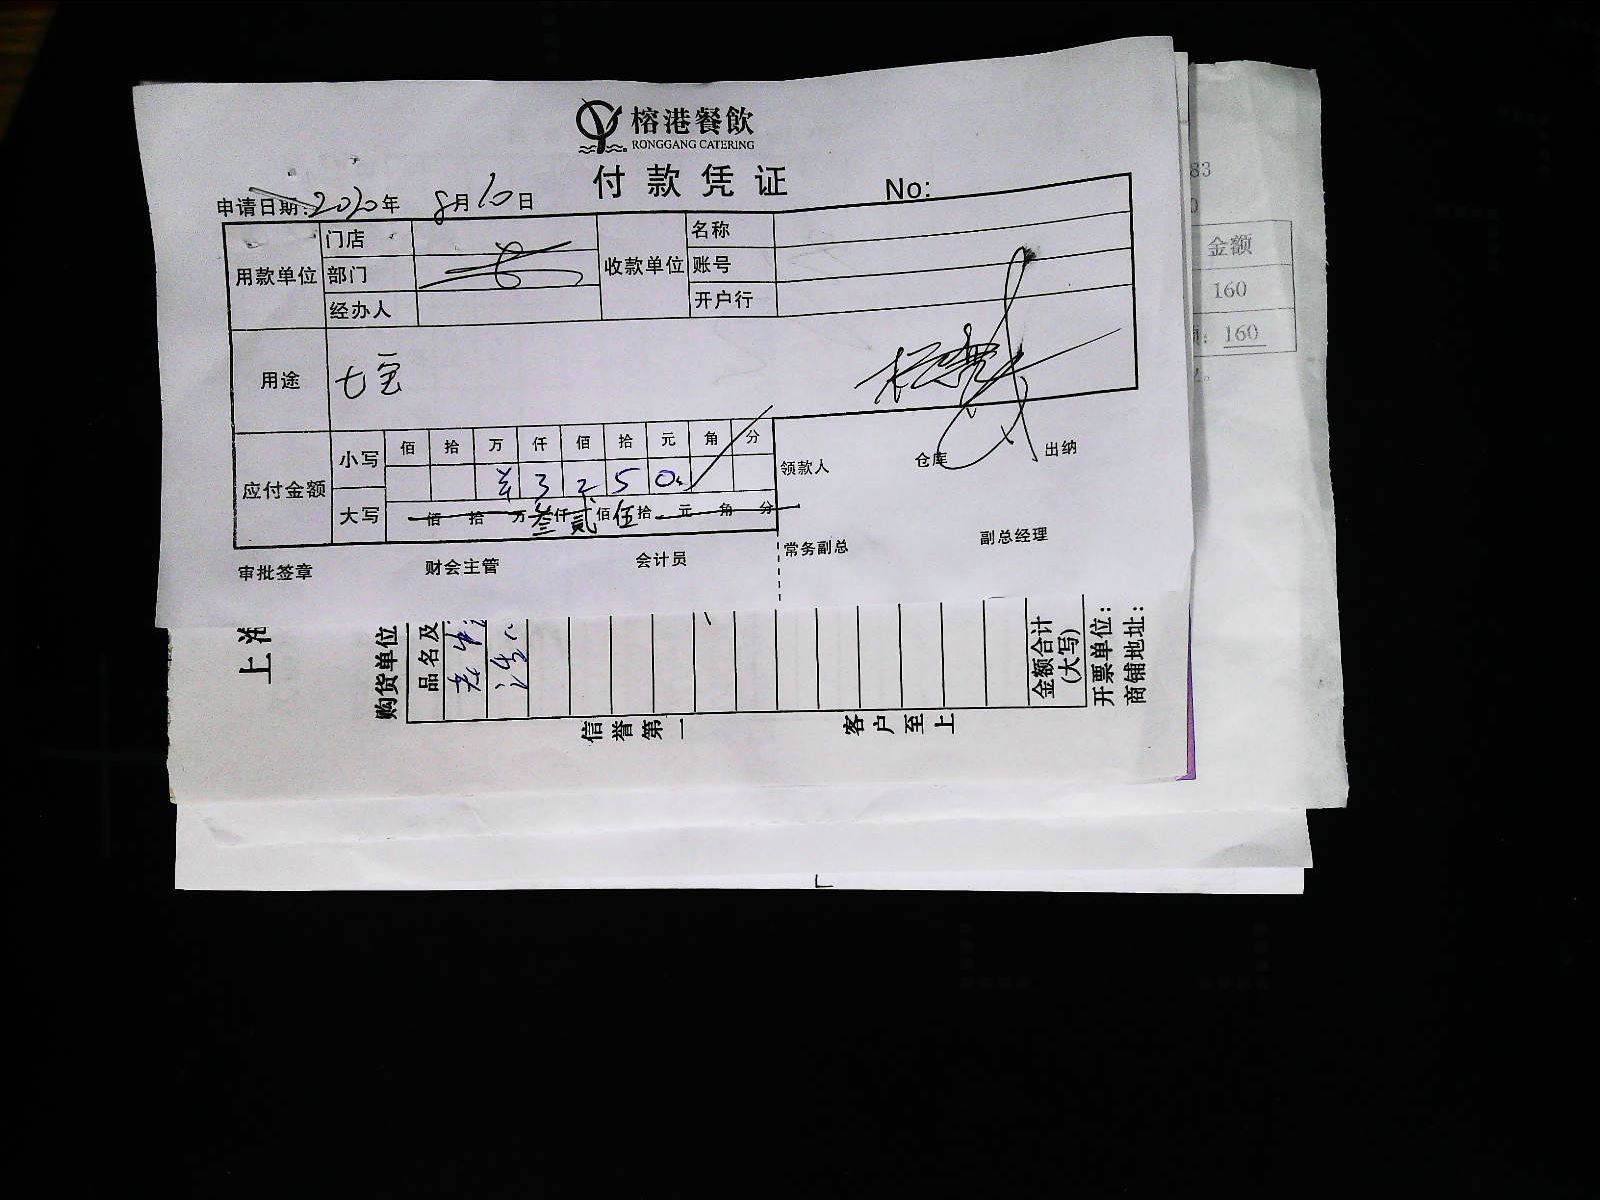 榕港餐飲
RONGGANG CATERING
付款凭证
No:
申请日期: 2020年 8月10日
用款单位 门店 收款单位 名称
部门 账号
经办人 开户行
用途 七宝
应付金额 小写 佰 拾 万 仟 佰 拾 元 角 分
¥ 3 2 5 0
大写 佰 拾 万 叁仟 贰佰 伍拾 元 角 分
领款人 仓库 出纳
审批签章 财会主管 会计员 常务副总 副总经理
上海
购货单位
品名及
信誉第一 客户至上
金额合计
(大写)
开票单位:
商铺地址:
83
0
金额
160
160